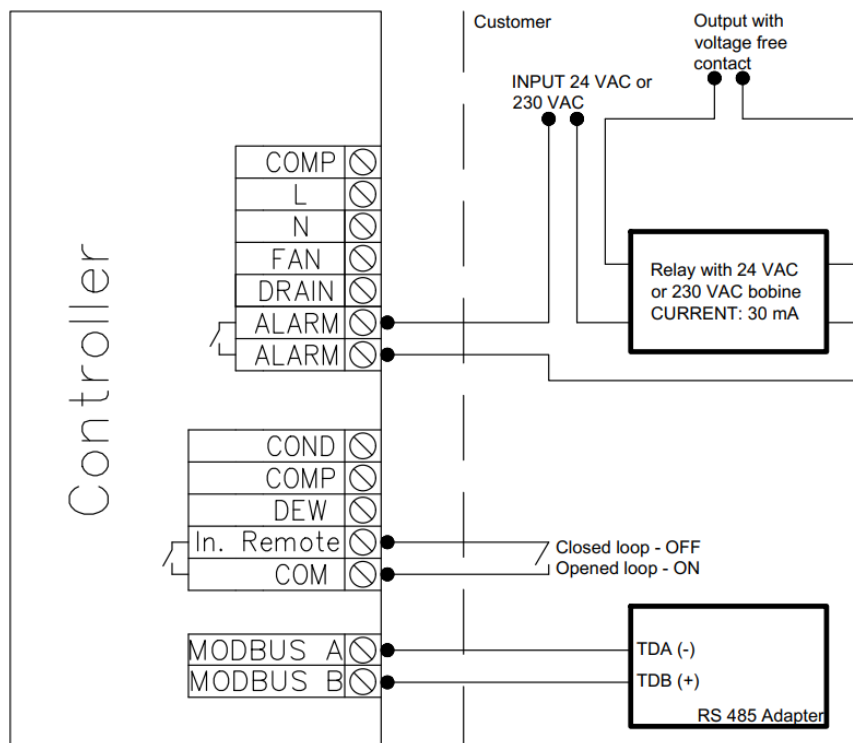 Customer
Output with
voltage free
contact
INPUT 24 VAC or
230 VAC
Controller
COMP
L
N
FAN
DRAIN
ALARM
ALARM
Relay with 24 VAC
or 230 VAC bobine
CURRENT: 30 mA
COND
COMP
DEW
In. Remote
COM
Closed loop - OFF
Opened loop - ON
MODBUS A
MODBUS B
TDA (-)
TDB (+)
RS 485 Adapter